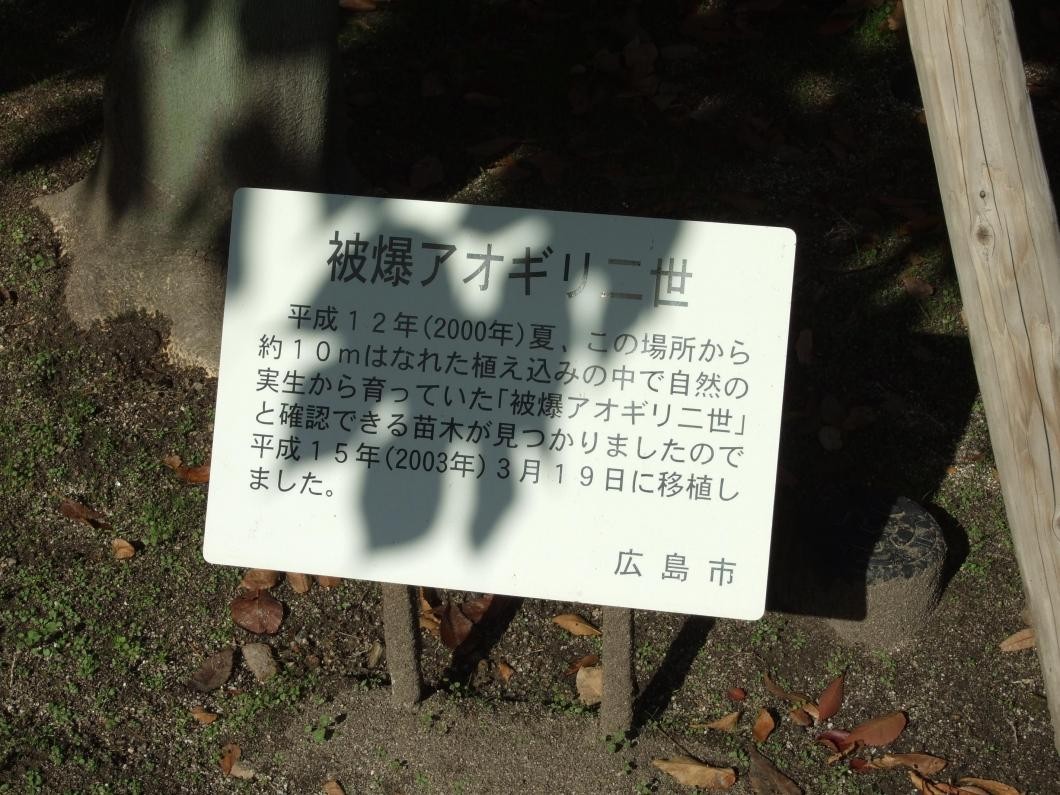 被爆アオギリ二世
平成１２年(2000年)夏、この場所から
約１０ｍはなれた植え込みの中で自然の
実生から育っていた「被爆アオギリ二世」
と確認できる苗木が見つかりましたので
平成１５年(2003年)３月１９日に移植し
ました。
広島市